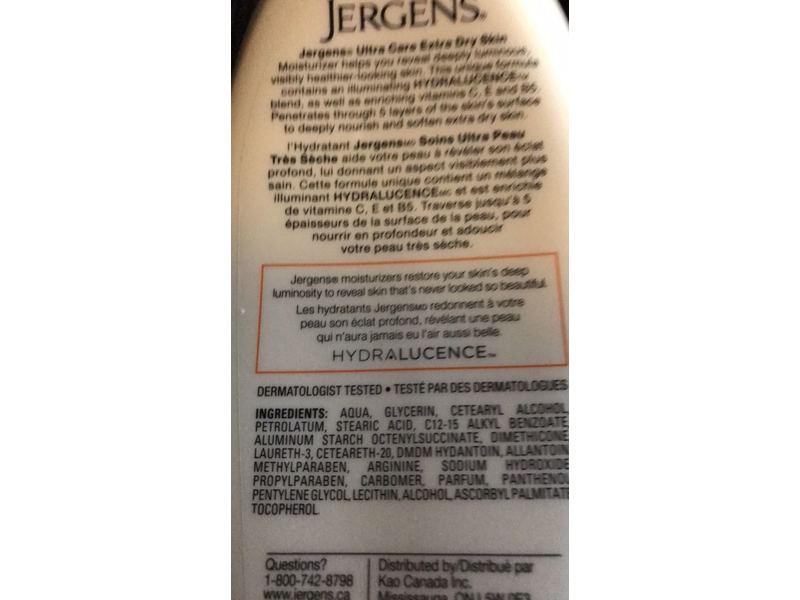 JERGENS®
Jergens® Ultra Care Extra Dry Skin
Moisturizer helps you reveal deeply luminous,
visibly healthier-looking skin. This unique formula
contains an illuminating HYDRALUCENCE™
blend, as well as enriching vitamins C, E and B5.
Penetrates through 5 layers of the skin's surface
to deeply nourish and soften extra dry skin.
l'Hydratant Jergensᴹᴰ Soins Ultra Peau
Très Sèche aide votre peau à révéler son éclat
profond, lui donnant un aspect visiblement plus
sain. Cette formule unique contient un mélange
illuminant HYDRALUCENCEᴹᶜ et est enrichie
de vitamine C, E et B5. Traverse jusqu'à 5
épaisseurs de la surface de la peau, pour
nourrir en profondeur et adoucir
votre peau très sèche.
Jergens® moisturizers restore your skin's deep
luminosity to reveal skin that's never looked so beautiful.
Les hydratants Jergensᴹᴰ redonnent à votre
peau son éclat profond, révélant une peau
qui n'aura jamais eu l'air aussi belle.
HYDRALUCENCE™
DERMATOLOGIST TESTED • TESTÉ PAR DES DERMATOLOGUES
INGREDIENTS: AQUA, GLYCERIN, CETEARYL ALCOHOL,
PETROLATUM, STEARIC ACID, C12-15 ALKYL BENZOATE,
ALUMINUM STARCH OCTENYLSUCCINATE, DIMETHICONE,
LAURETH-3, CETEARETH-20, DMDM HYDANTOIN, ALLANTOIN,
METHYLPARABEN, ARGININE, SODIUM HYDROXIDE,
PROPYLPARABEN, CARBOMER, PARFUM, PANTHENOL,
PENTYLENE GLYCOL, LECITHIN, ALCOHOL, ASCORBYL PALMITATE,
TOCOPHEROL.
Questions?
1-800-742-8798
www.jergens.ca
Distributed by/Distribué par
Kao Canada Inc.
Mississauga, ON L5W 0E3